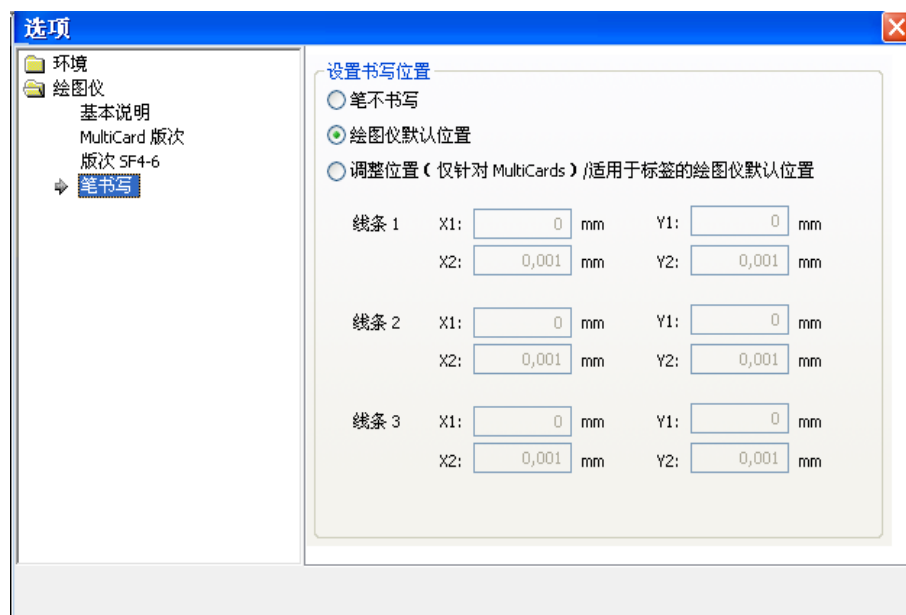 选项
环境
绘图仪
基本说明
MultiCard 版次
版次 SF4-6
笔书写
设置书写位置
笔不书写
绘图仪默认位置
调整位置（仅针对 MultiCards）/适用于标签的绘图仪默认位置
线条 1 X1: 0 mm Y1: 0 mm
X2: 0,001 mm Y2: 0,001 mm
线条 2 X1: 0 mm Y1: 0 mm
X2: 0,001 mm Y2: 0,001 mm
线条 3 X1: 0 mm Y1: 0 mm
X2: 0,001 mm Y2: 0,001 mm